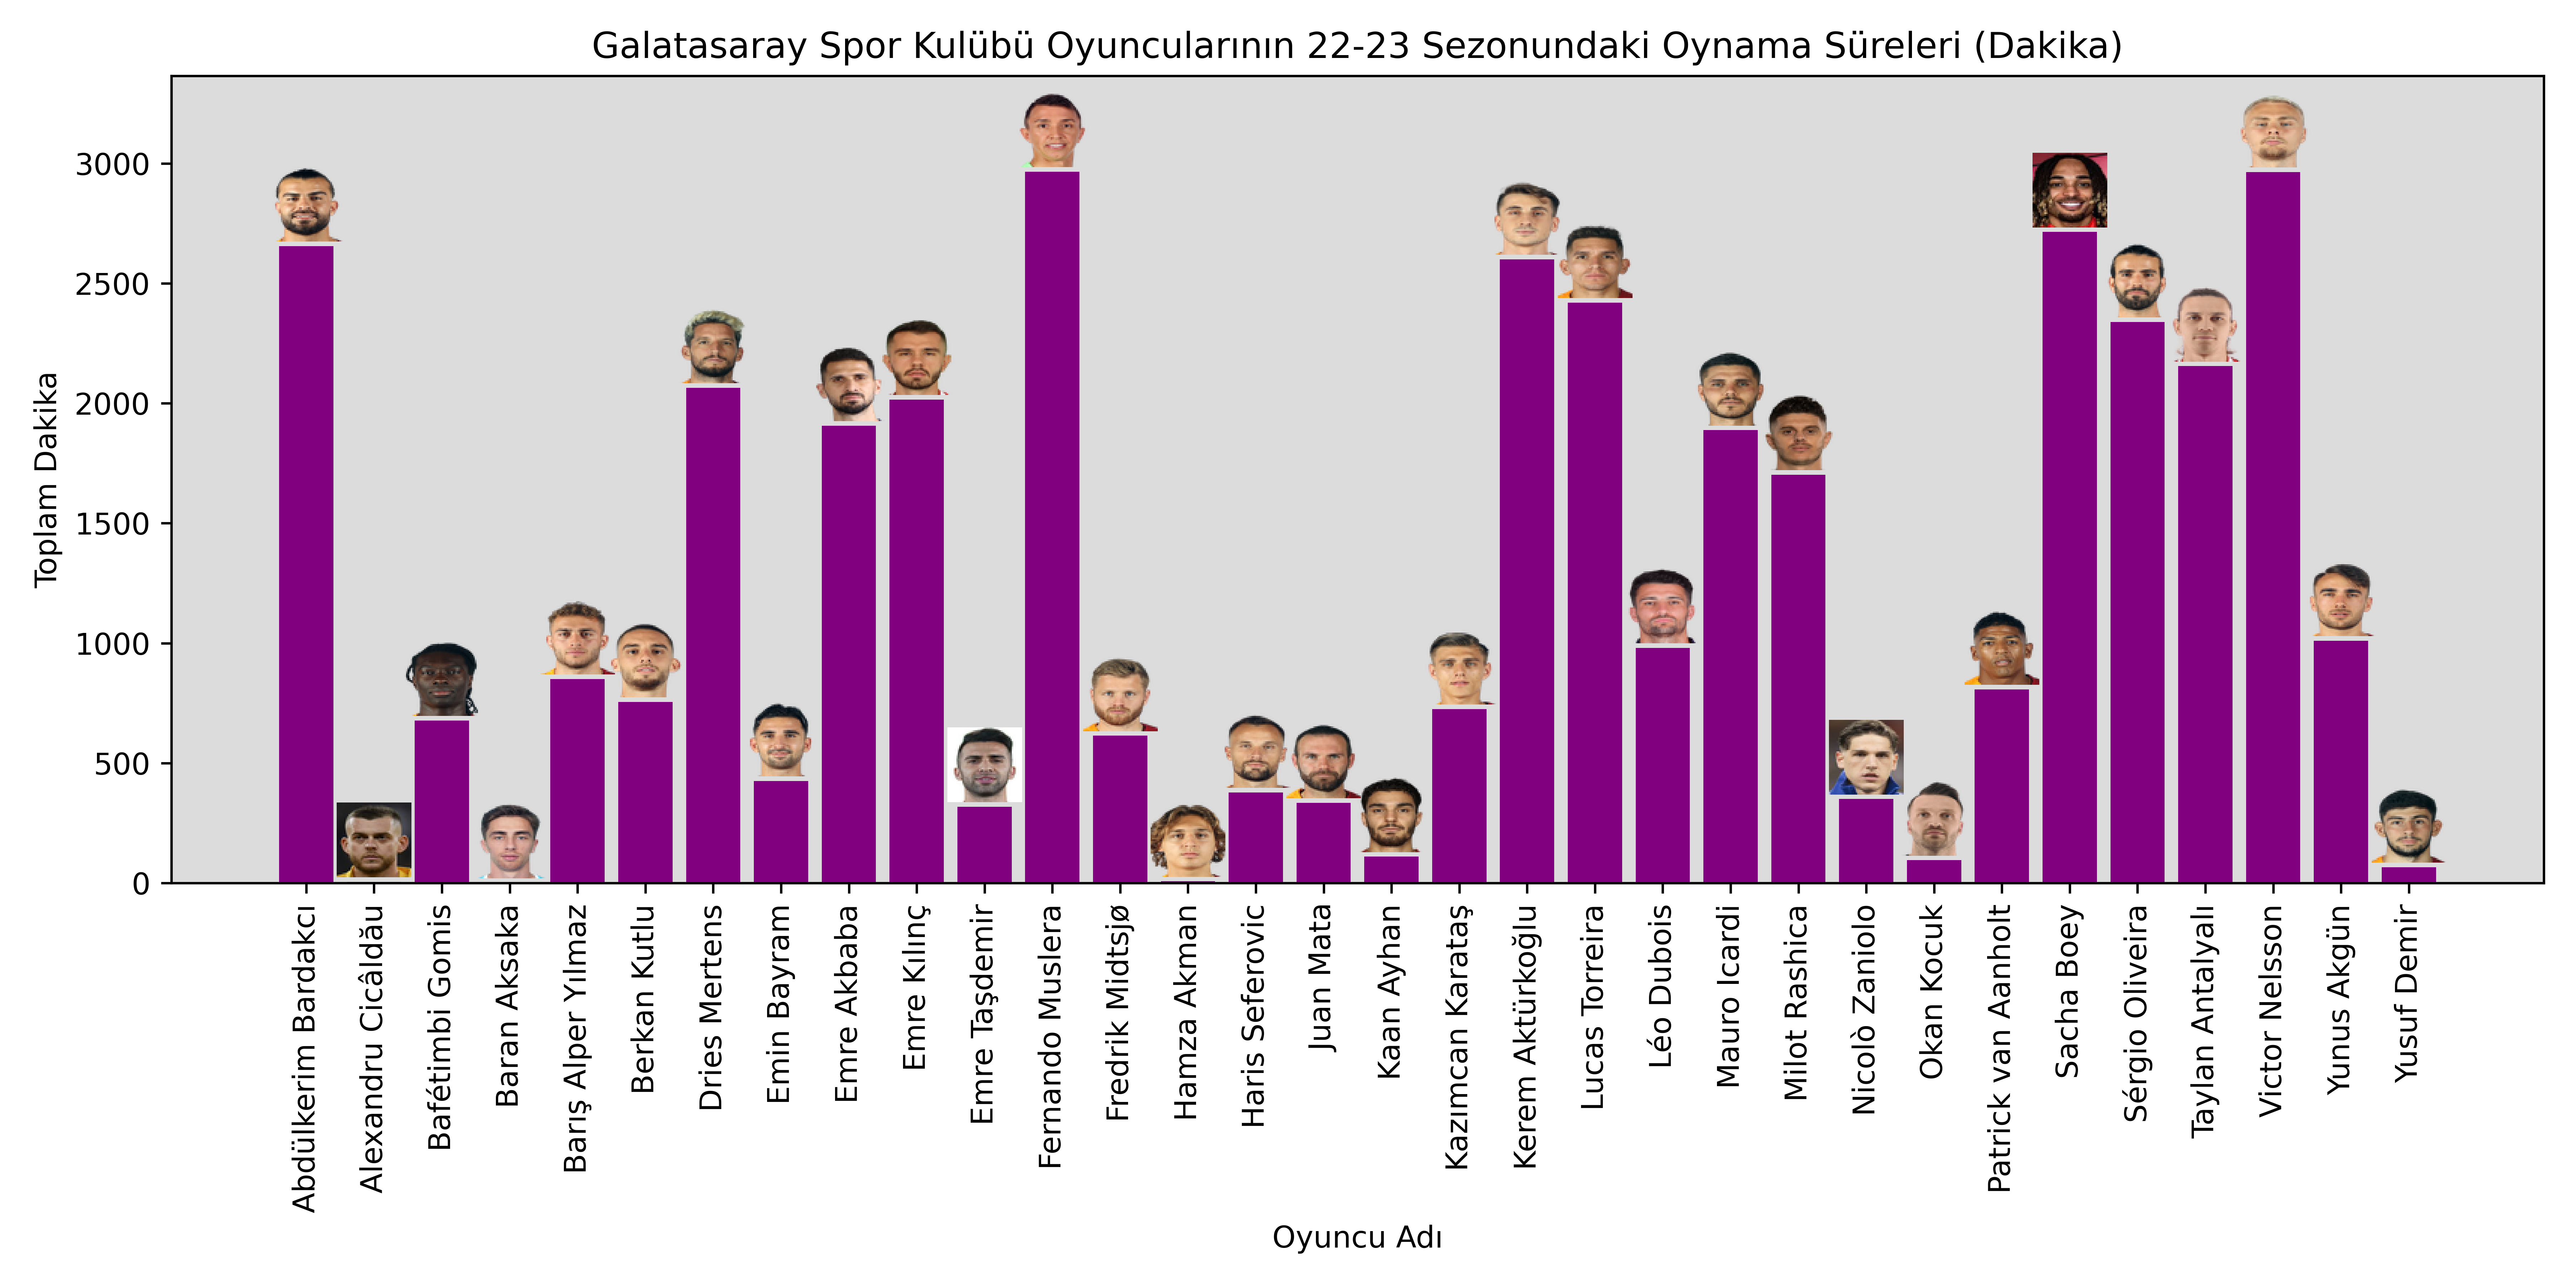 Galatasaray Spor Kulübü Oyuncularının 22-23 Sezonundaki Oynama Süreleri (Dakika)
Toplam Dakika
3000
2500
2000
1500
1000
500
0
Abdülkerim Bardakcı
Alexandru Cicâldău
Bafétimbi Gomis
Baran Aksaka
Barış Alper Yılmaz
Berkan Kutlu
Dries Mertens
Emin Bayram
Emre Akbaba
Emre Kılınç
Emre Taşdemir
Fernando Muslera
Fredrik Midtsjø
Hamza Akman
Haris Seferovic
Juan Mata
Kaan Ayhan
Kazımcan Karataş
Kerem Aktürkoğlu
Lucas Torreira
Léo Dubois
Mauro Icardi
Milot Rashica
Nicolò Zaniolo
Okan Kocuk
Patrick van Aanholt
Sacha Boey
Sérgio Oliveira
Taylan Antalyalı
Victor Nelsson
Yunus Akgün
Yusuf Demir
Oyuncu Adı